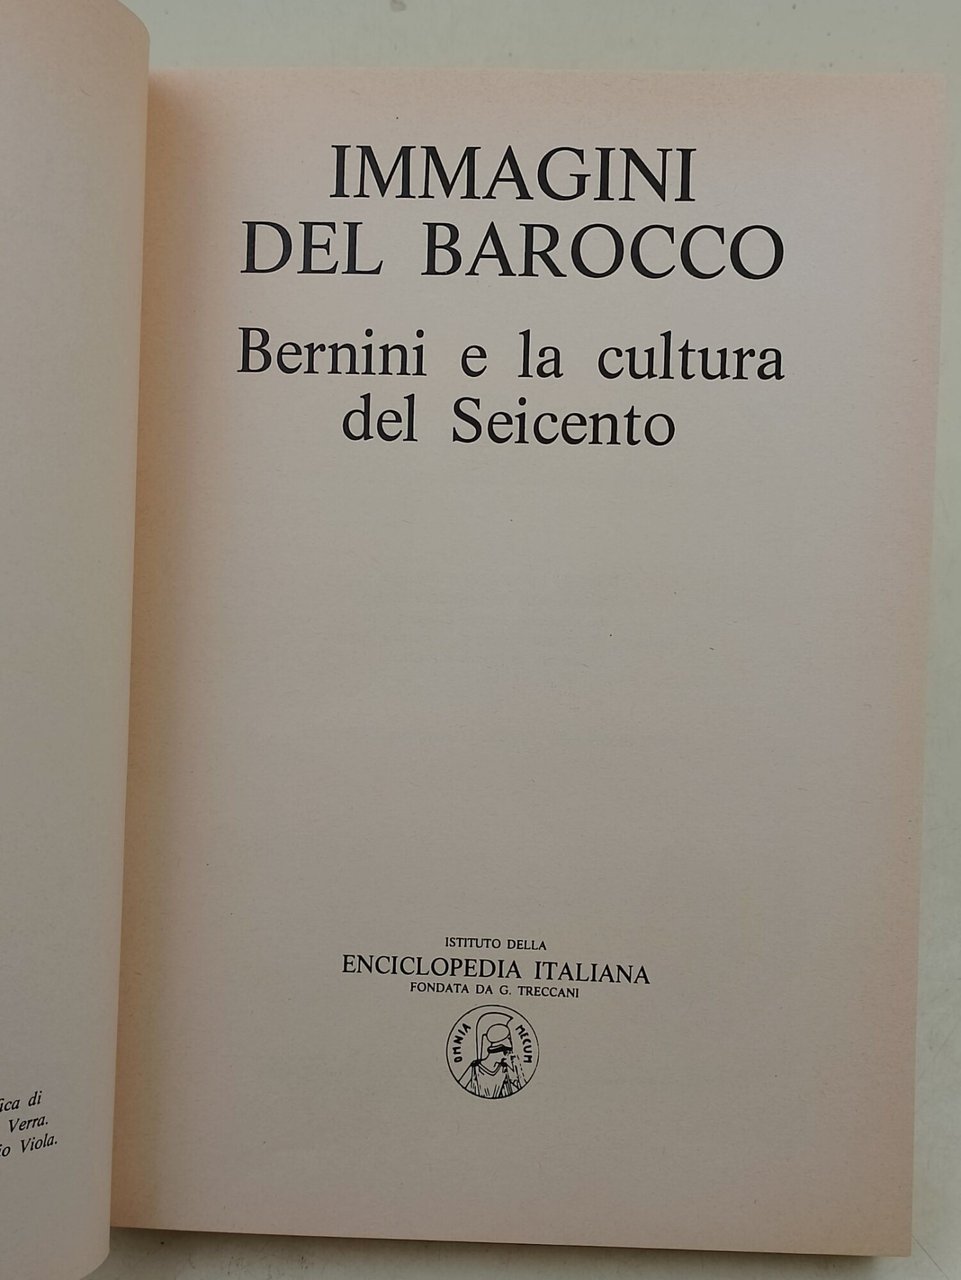 IMMAGINI
DEL BAROCCO
Bernini e la cultura
del Seicento
ISTITUTO DELLA
ENCICLOPEDIA ITALIANA
FONDATA DA G. TRECCANI
OMNIA MECUM
di
Verra.
Viola.